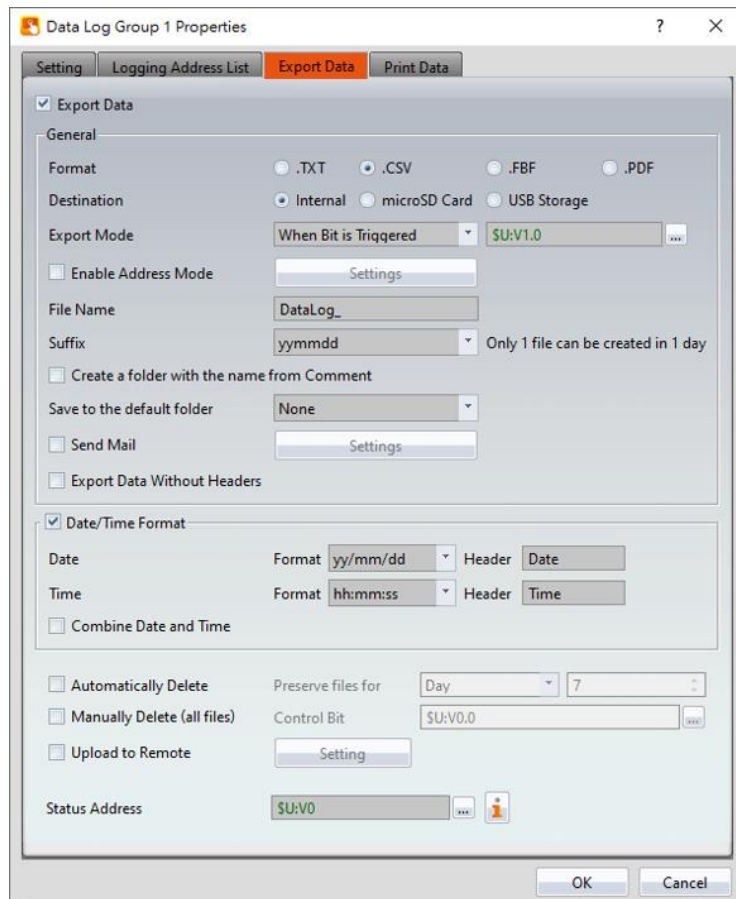 Data Log Group 1 Properties ? ×
Setting Logging Address List Export Data Print Data
Export Data
General
Format .TXT .CSV .FBF .PDF
Destination Internal microSD Card USB Storage
Export Mode When Bit is Triggered $U:V1.0 ...
Enable Address Mode Settings
File Name DataLog_
Suffix yymmdd Only 1 file can be created in 1 day
Create a folder with the name from Comment
Save to the default folder None
Send Mail Settings
Export Data Without Headers
Date/Time Format
Date Format yy/mm/dd Header Date
Time Format hh:mm:ss Header Time
Combine Date and Time
Automatically Delete Preserve files for Day 7
Manually Delete (all files) Control Bit $U:V0.0 ...
Upload to Remote Setting
Status Address $U:V0 ... i
OK Cancel